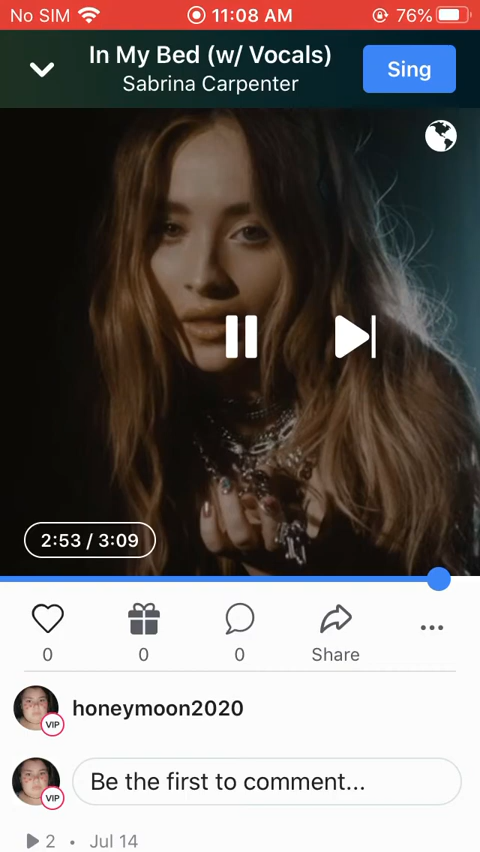 No SIM 11:08 AM 76%
In My Bed (w/ Vocals)
Sabrina Carpenter
Sing
2:53 / 3:09
0 0 0 Share
honeymoon2020
VIP
Be the first to comment...
VIP
2 • Jul 14